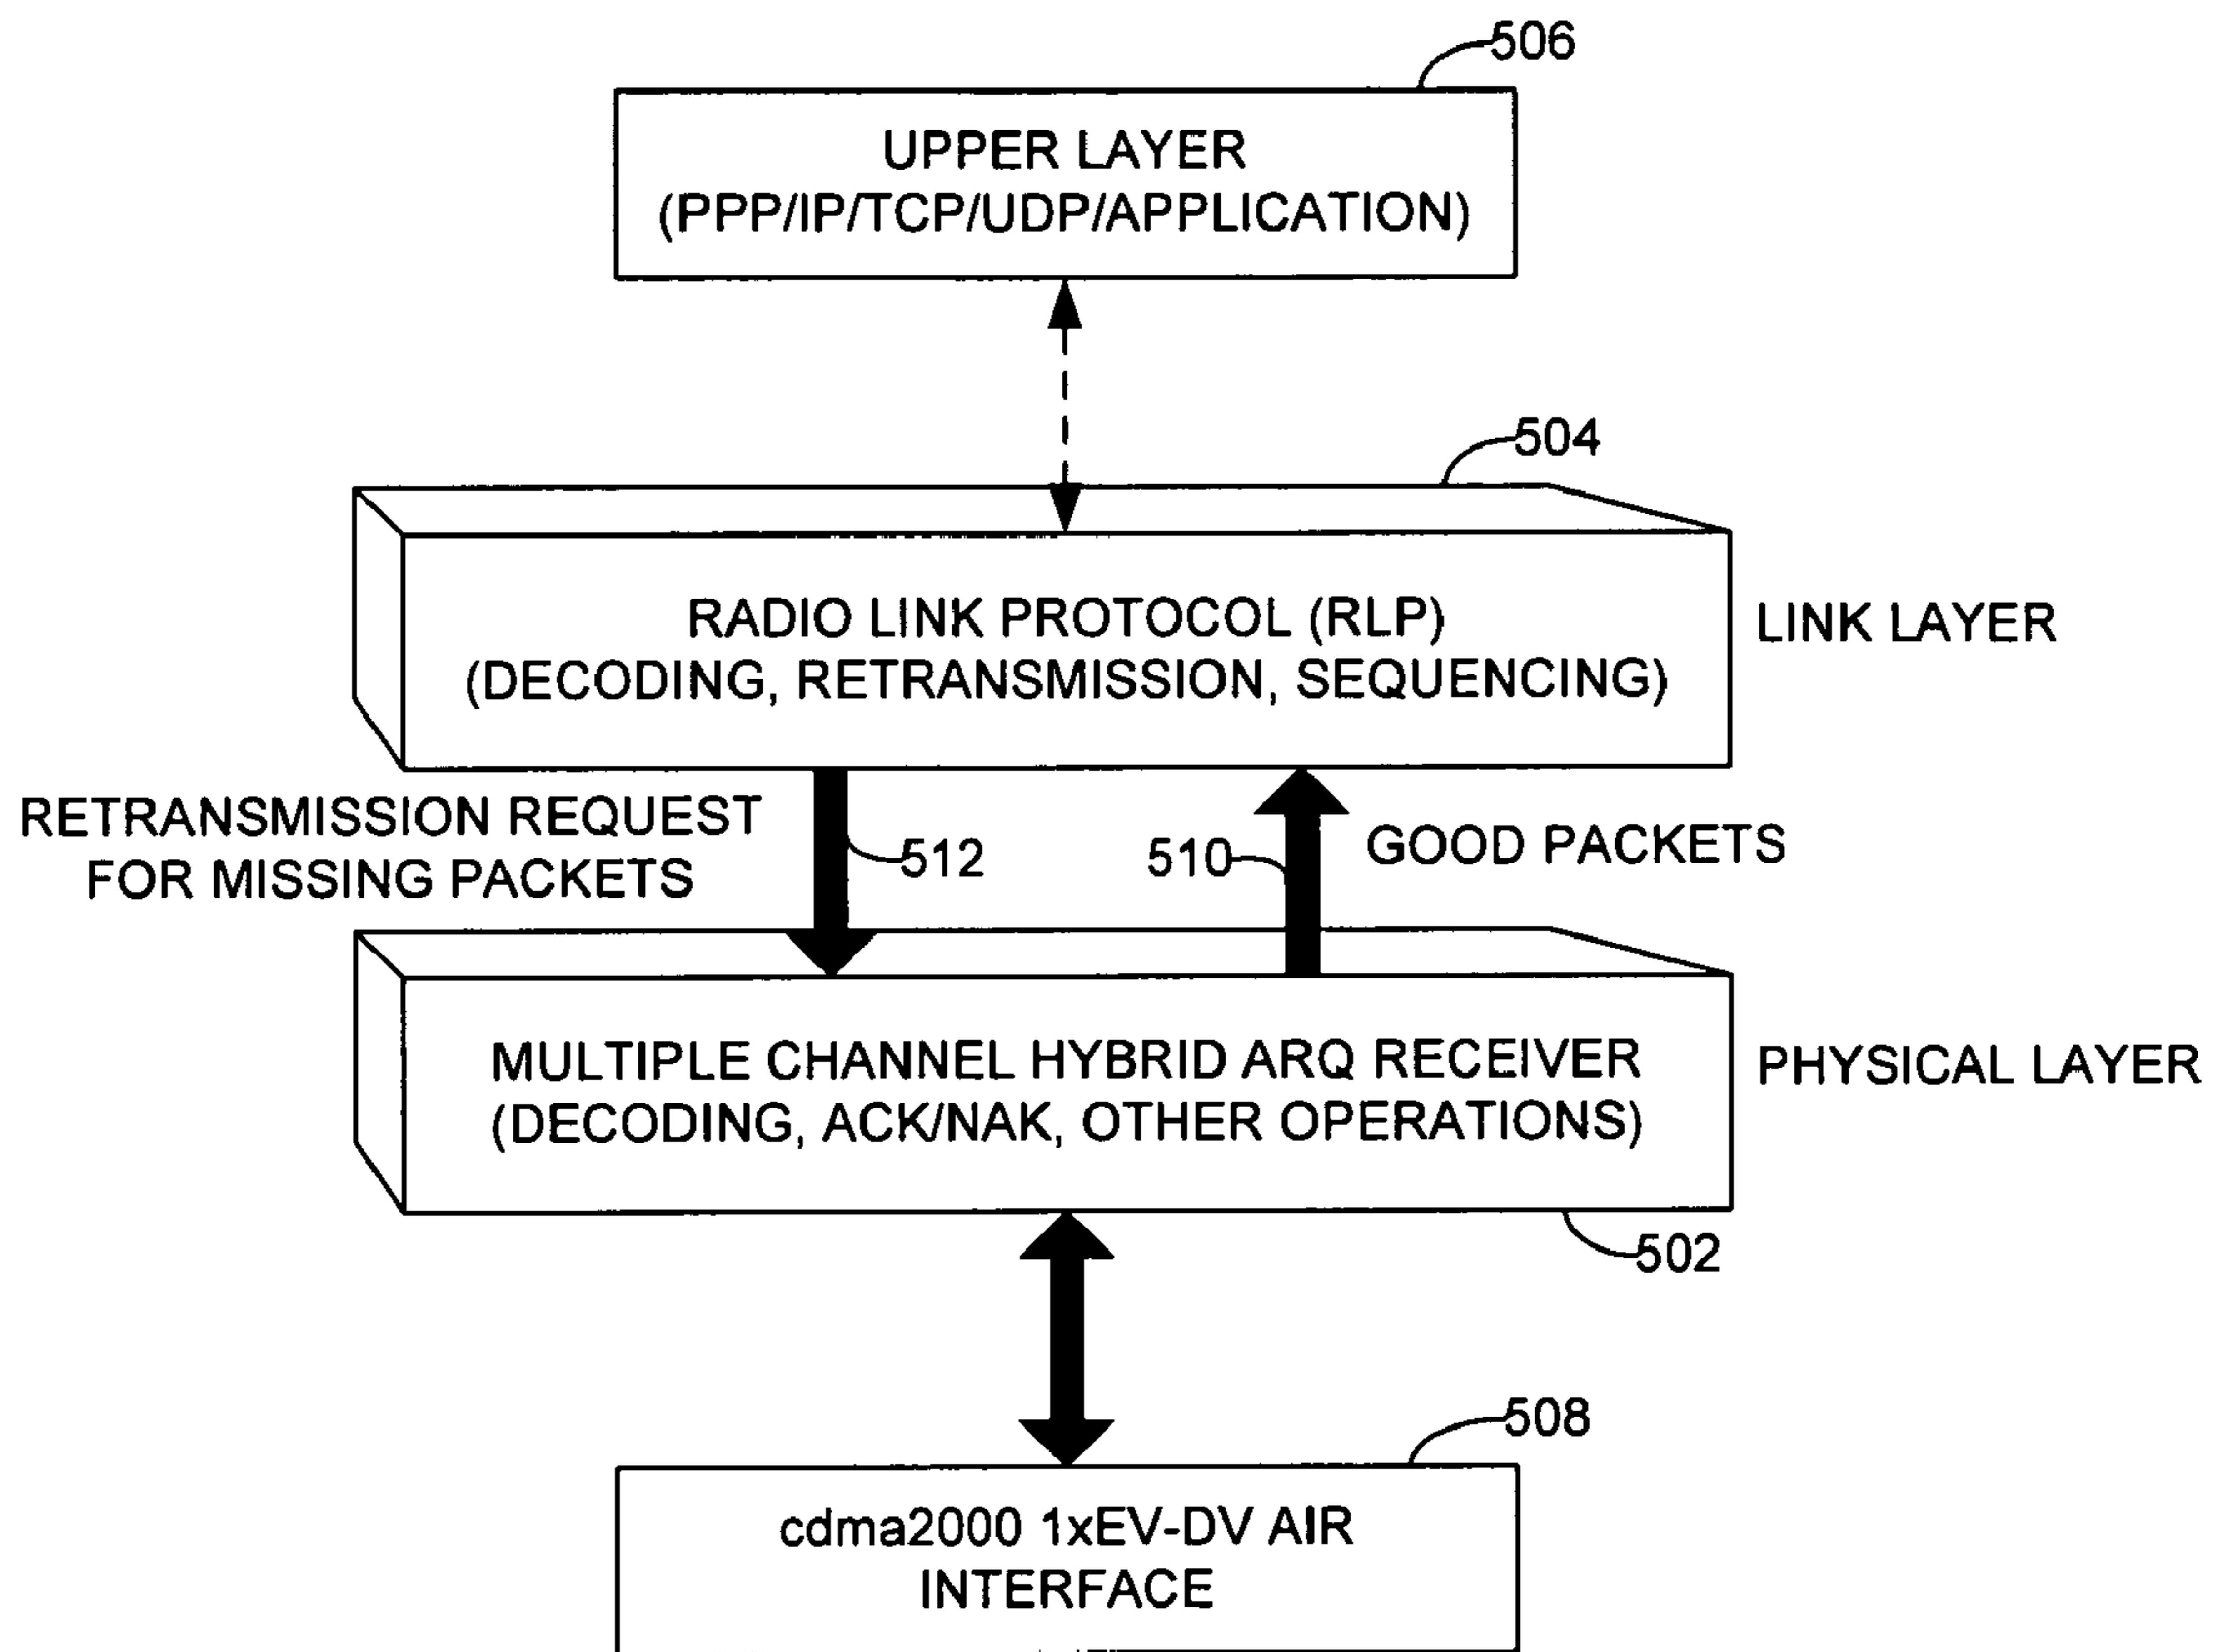 506
UPPER LAYER
(PPP/IP/TCP/UDP/APPLICATION)
504
RADIO LINK PROTOCOL (RLP)
(DECODING, RETRANSMISSION, SEQUENCING)
LINK LAYER
RETRANSMISSION REQUEST
FOR MISSING PACKETS
512
510
GOOD PACKETS
MULTIPLE CHANNEL HYBRID ARQ RECEIVER
(DECODING, ACK/NAK, OTHER OPERATIONS)
PHYSICAL LAYER
502
508
cdma2000 1xEV-DV AIR
INTERFACE